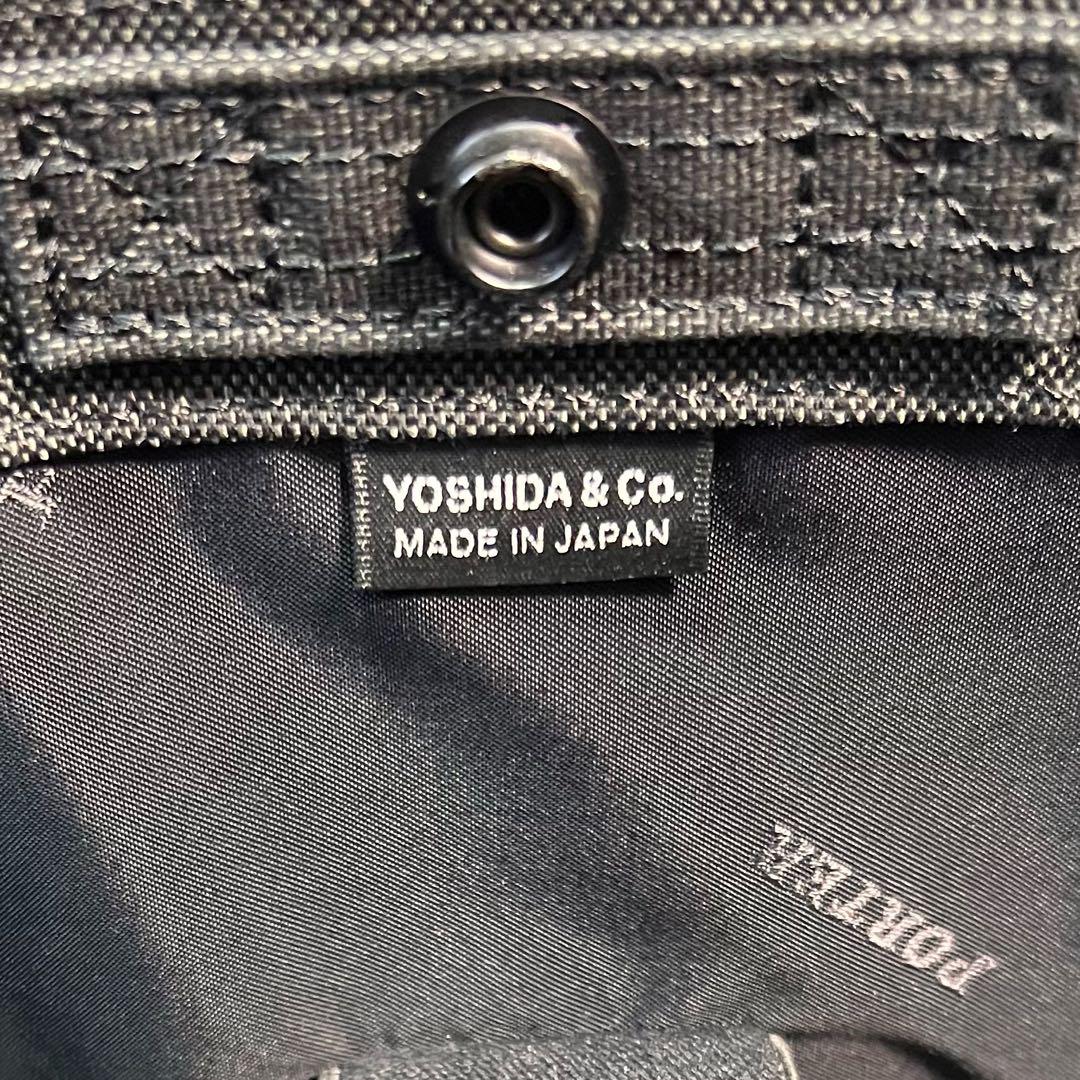 YOSHIDA & Co.
MADE IN JAPAN
PORTER